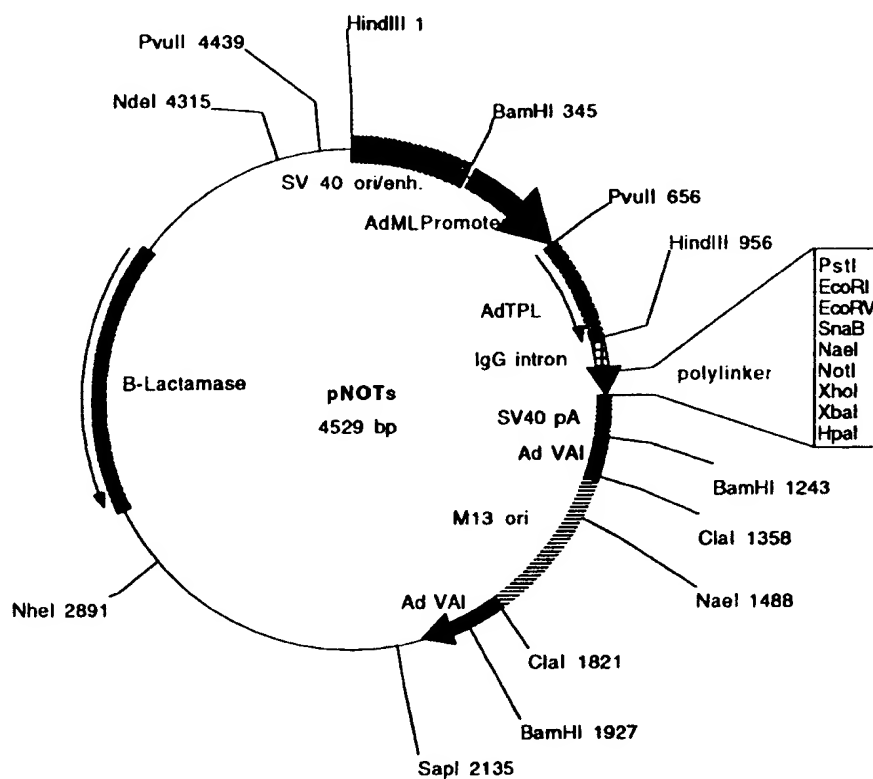 HindIII 1
PvuII 4439
NdeI 4315
BamHI 345
SV 40 ori/enh.
AdMLPromote
PvuII 656
HindIII 956
PstI
EcoRI
EcoRV
SnaB
NaeI
NotI
XhoI
XbaI
HpaI
AdTPL
IgG intron
polylinker
B-Lactamase
pNOTs
4529 bp
SV40 pA
Ad VAI
BamHI 1243
M13 ori
ClaI 1358
NaeI 1488
NheI 2891
Ad VAI
ClaI 1821
BamHI 1927
SapI 2135